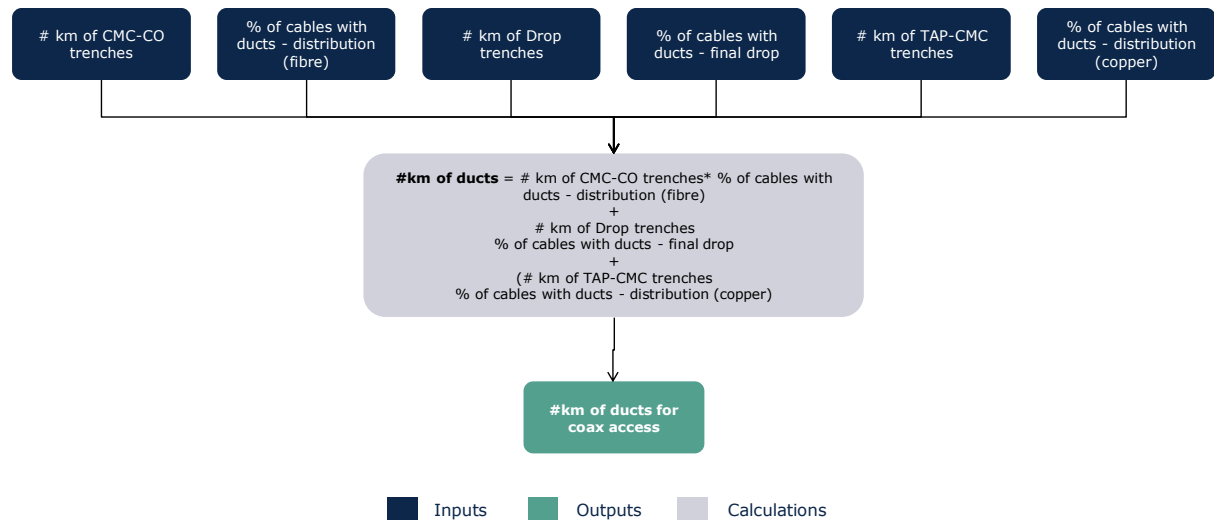 # km of CMC-CO
trenches
% of cables with
ducts - distribution
(fibre)
# km of Drop
trenches
% of cables with
ducts - final drop
# km of TAP-CMC
trenches
% of cables with
ducts - distribution
(copper)
#km of ducts = # km of CMC-CO trenches* % of cables with
ducts - distribution (fibre)
+
# km of Drop trenches
% of cables with ducts - final drop
+
(# km of TAP-CMC trenches
% of cables with ducts - distribution (copper)
#km of ducts for
coax access
Inputs
Outputs
Calculations